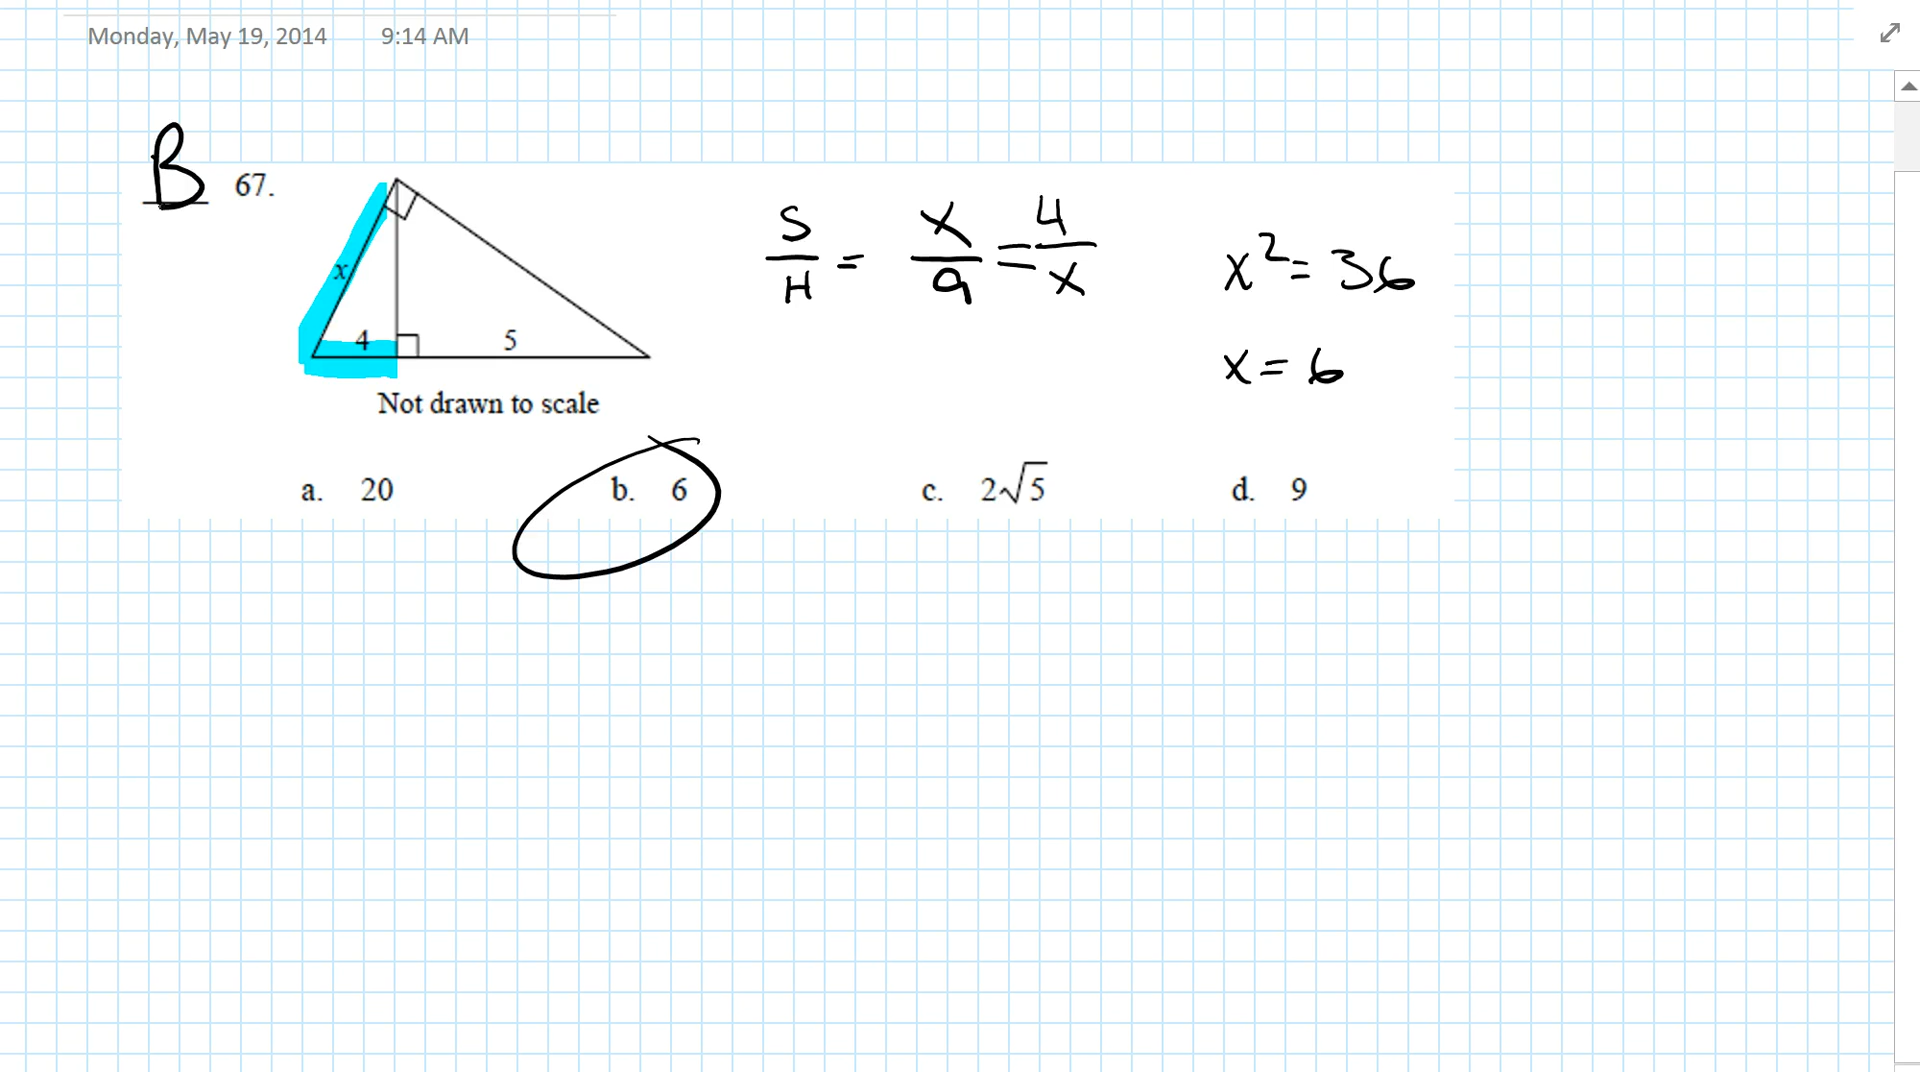 Monday, May 19, 2014 9:14 AM
B 67.
x
4 5
Not drawn to scale
S/H = x/9 = 4/x
x² = 36
x = 6
a. 20 b. 6 c. 2√5 d. 9